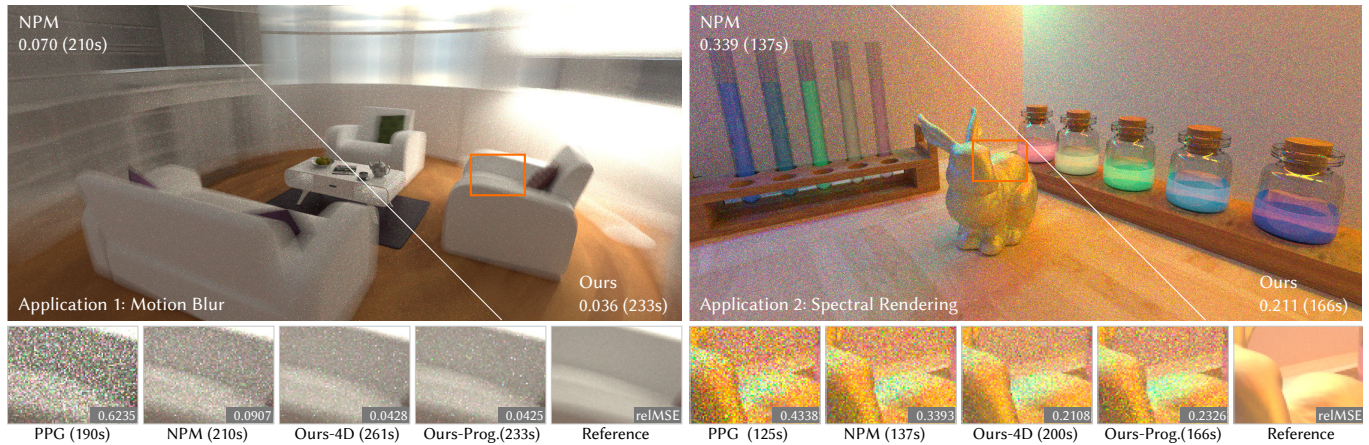 NPM
0.070 (210s)
Ours
0.036 (233s)
Application 1: Motion Blur
NPM
0.339 (137s)
Ours
0.211 (166s)
Application 2: Spectral Rendering
0.6235
0.0907
0.0428
0.0425
relMSE
PPG (190s)
NPM (210s)
Ours-4D (261s)
Ours-Prog.(233s)
Reference
0.4338
0.3393
0.2108
0.2326
relMSE
PPG (125s)
NPM (137s)
Ours-4D (200s)
Ours-Prog.(166s)
Reference